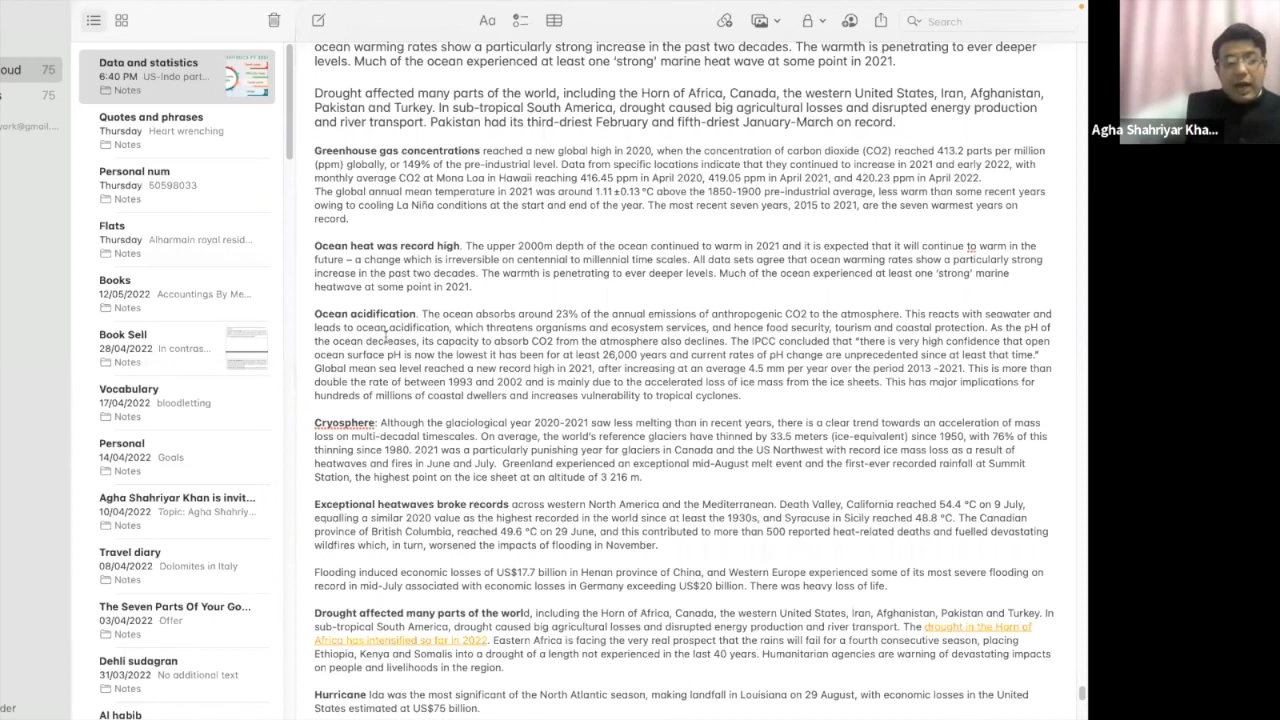 oud 75
s 75
yark@gmail....
der
Data and statistics
6:40 PM US-Indo part...
Notes
Quotes and phrases
Thursday Heart wrenching
Notes
Personal num
Thursday 50598033
Notes
Flats
Thursday Alharmain royal resid...
Notes
Books
12/05/2022 Accountings By Me...
Notes
Book Sell
28/04/2022 In contras...
Notes
Vocabulary
17/04/2022 bloodletting
Notes
Personal
14/04/2022 Goals
Notes
Agha Shahriyar Khan is invit...
10/04/2022 Topic: Agha Shahriy...
Notes
Travel diary
08/04/2022 Dolomites in Italy
Notes
The Seven Parts Of Your Go...
03/04/2022 Offer
Notes
Dehli sudagran
31/03/2022 No additional text
Notes
Al habib
Aa
Search
ocean warming rates show a particularly strong increase in the past two decades. The warmth is penetrating to ever deeper
levels. Much of the ocean experienced at least one ‘strong’ marine heat wave at some point in 2021.
Drought affected many parts of the world, including the Horn of Africa, Canada, the western United States, Iran, Afghanistan,
Pakistan and Turkey. In sub-tropical South America, drought caused big agricultural losses and disrupted energy production
and river transport. Pakistan had its third-driest February and fifth-driest January-March on record.
Greenhouse gas concentrations reached a new global high in 2020, when the concentration of carbon dioxide (CO2) reached 413.2 parts per million
(ppm) globally, or 149% of the pre-industrial level. Data from specific locations indicate that they continued to increase in 2021 and early 2022, with
monthly average CO2 at Mona Loa in Hawaii reaching 416.45 ppm in April 2020, 419.05 ppm in April 2021, and 420.23 ppm in April 2022.
The global annual mean temperature in 2021 was around 1.11 ±0.13 °C above the 1850-1900 pre-industrial average, less warm than some recent years
owing to cooling La Niña conditions at the start and end of the year. The most recent seven years, 2015 to 2021, are the seven warmest years on
record.
Ocean heat was record high. The upper 2000m depth of the ocean continued to warm in 2021 and it is expected that it will continue to warm in the
future – a change which is irreversible on centennial to millennial time scales. All data sets agree that ocean warming rates show a particularly strong
increase in the past two decades. The warmth is penetrating to ever deeper levels. Much of the ocean experienced at least one ‘strong’ marine
heatwave at some point in 2021.
Ocean acidification. The ocean absorbs around 23% of the annual emissions of anthropogenic CO2 to the atmosphere. This reacts with seawater and
leads to ocean acidification, which threatens organisms and ecosystem services, and hence food security, tourism and coastal protection. As the pH of
the ocean decreases, its capacity to absorb CO2 from the atmosphere also declines. The IPCC concluded that “there is very high confidence that open
ocean surface pH is now the lowest it has been for at least 26,000 years and current rates of pH change are unprecedented since at least that time.”
Global mean sea level reached a new record high in 2021, after increasing at an average 4.5 mm per year over the period 2013 -2021. This is more than
double the rate of between 1993 and 2002 and is mainly due to the accelerated loss of ice mass from the ice sheets. This has major implications for
hundreds of millions of coastal dwellers and increases vulnerability to tropical cyclones.
Cryosphere: Although the glaciological year 2020-2021 saw less melting than in recent years, there is a clear trend towards an acceleration of mass
loss on multi-decadal timescales. On average, the world’s reference glaciers have thinned by 33.5 meters (ice-equivalent) since 1950, with 76% of this
thinning since 1980. 2021 was a particularly punishing year for glaciers in Canada and the US Northwest with record ice mass loss as a result of
heatwaves and fires in June and July. Greenland experienced an exceptional mid-August melt event and the first-ever recorded rainfall at Summit
Station, the highest point on the ice sheet at an altitude of 3 216 m.
Exceptional heatwaves broke records across western North America and the Mediterranean. Death Valley, California reached 54.4 °C on 9 July,
equalling a similar 2020 value as the highest recorded in the world since at least the 1930s, and Syracuse in Sicily reached 48.8 °C. The Canadian
province of British Columbia, reached 49.6 °C on 29 June, and this contributed to more than 500 reported heat-related deaths and fuelled devastating
wildfires which, in turn, worsened the impacts of flooding in November.
Flooding induced economic losses of US$17.7 billion in Henan province of China, and Western Europe experienced some of its most severe flooding on
record in mid-July associated with economic losses in Germany exceeding US$20 billion. There was heavy loss of life.
Drought affected many parts of the world, including the Horn of Africa, Canada, the western United States, Iran, Afghanistan, Pakistan and Turkey. In
sub-tropical South America, drought caused big agricultural losses and disrupted energy production and river transport. The drought in the Horn of
Africa has intensified so far in 2022. Eastern Africa is facing the very real prospect that the rains will fail for a fourth consecutive season, placing
Ethiopia, Kenya and Somalis into a drought of a length not experienced in the last 40 years. Humanitarian agencies are warning of devastating impacts
on people and livelihoods in the region.
Hurricane Ida was the most significant of the North Atlantic season, making landfall in Louisiana on 29 August, with economic losses in the United
States estimated at US$75 billion.
Agha Shahriyar Kha...